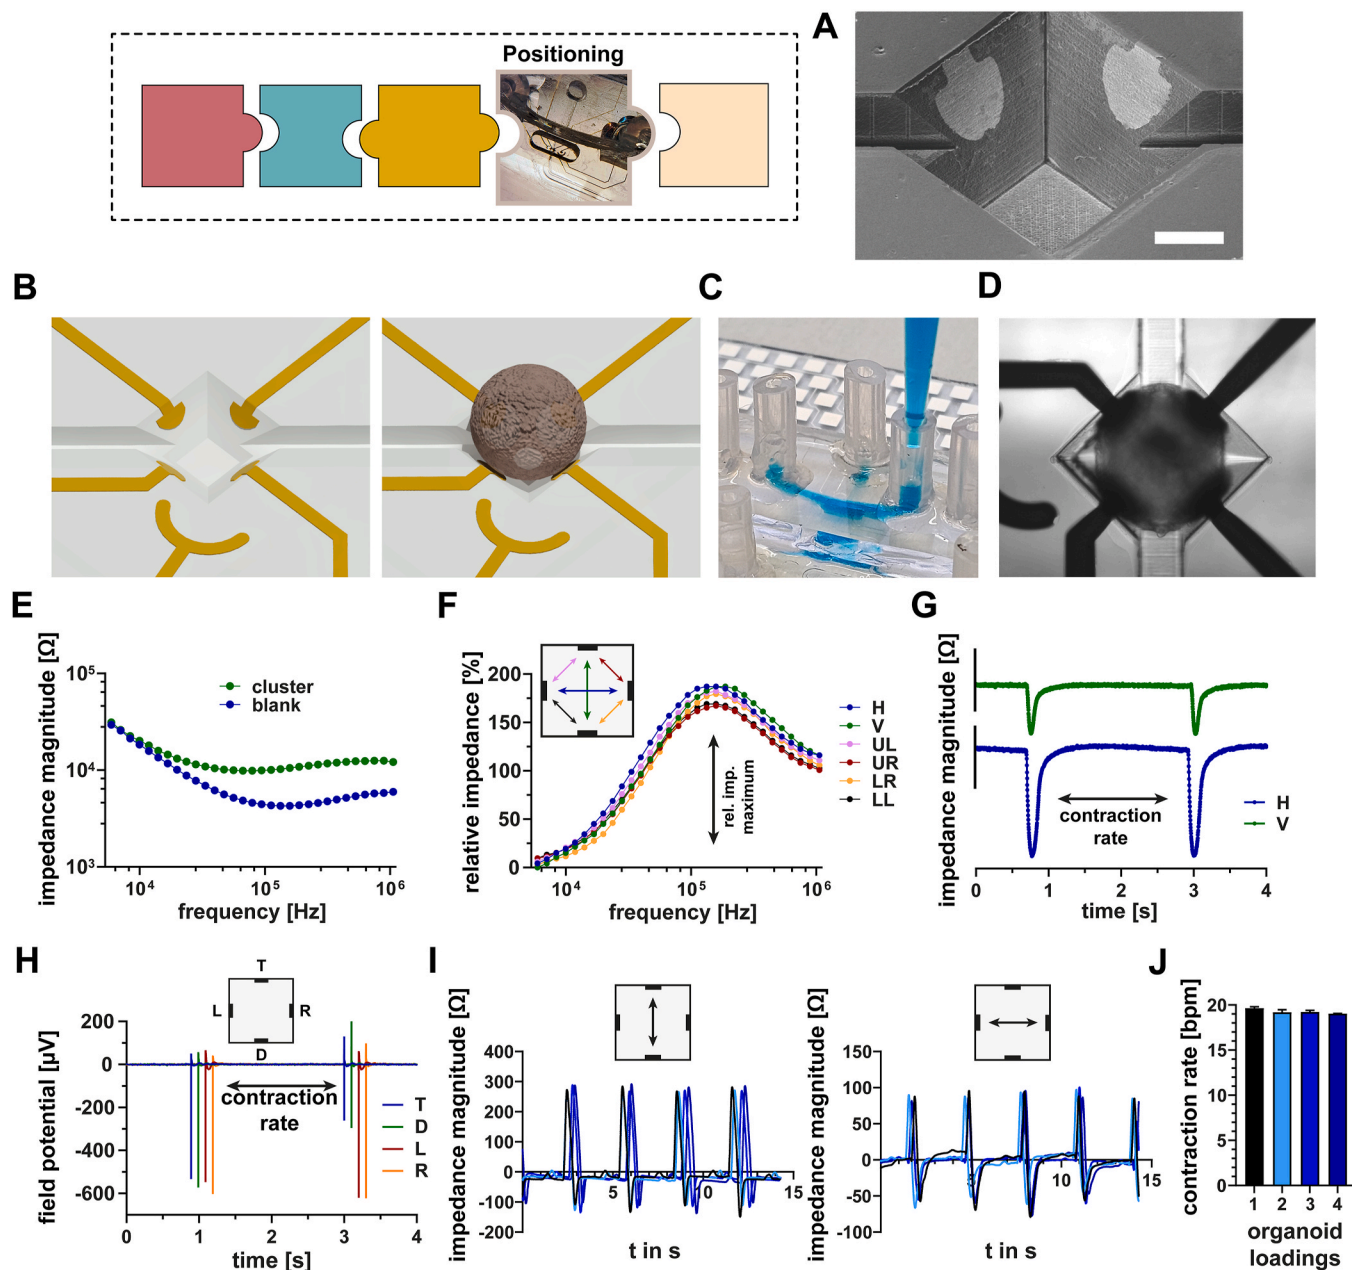 Positioning
A
B
C
D
E
impedance magnitude [Ω]
10⁵
10⁴
10³
cluster
blank
10⁴
10⁵
10⁶
frequency [Hz]
F
relative impedance [%]
200
150
100
50
0
rel. imp.
maximum
H
V
UL
UR
LR
LL
10⁴
10⁵
10⁶
frequency [Hz]
G
impedance magnitude [Ω]
contraction
rate
H
V
0
1
2
3
4
time [s]
H
T
L
R
D
field potential [µV]
200
0
-200
-400
-600
contraction
rate
T
D
L
R
0
1
2
3
4
time [s]
I
impedance magnitude [Ω]
400
300
200
100
0
-100
-200
5
10
15
t in s
impedance magnitude [Ω]
150
100
50
0
-50
-100
5
10
15
t in s
J
contraction rate [bpm]
20
15
10
5
0
1
2
3
4
organoid
loadings